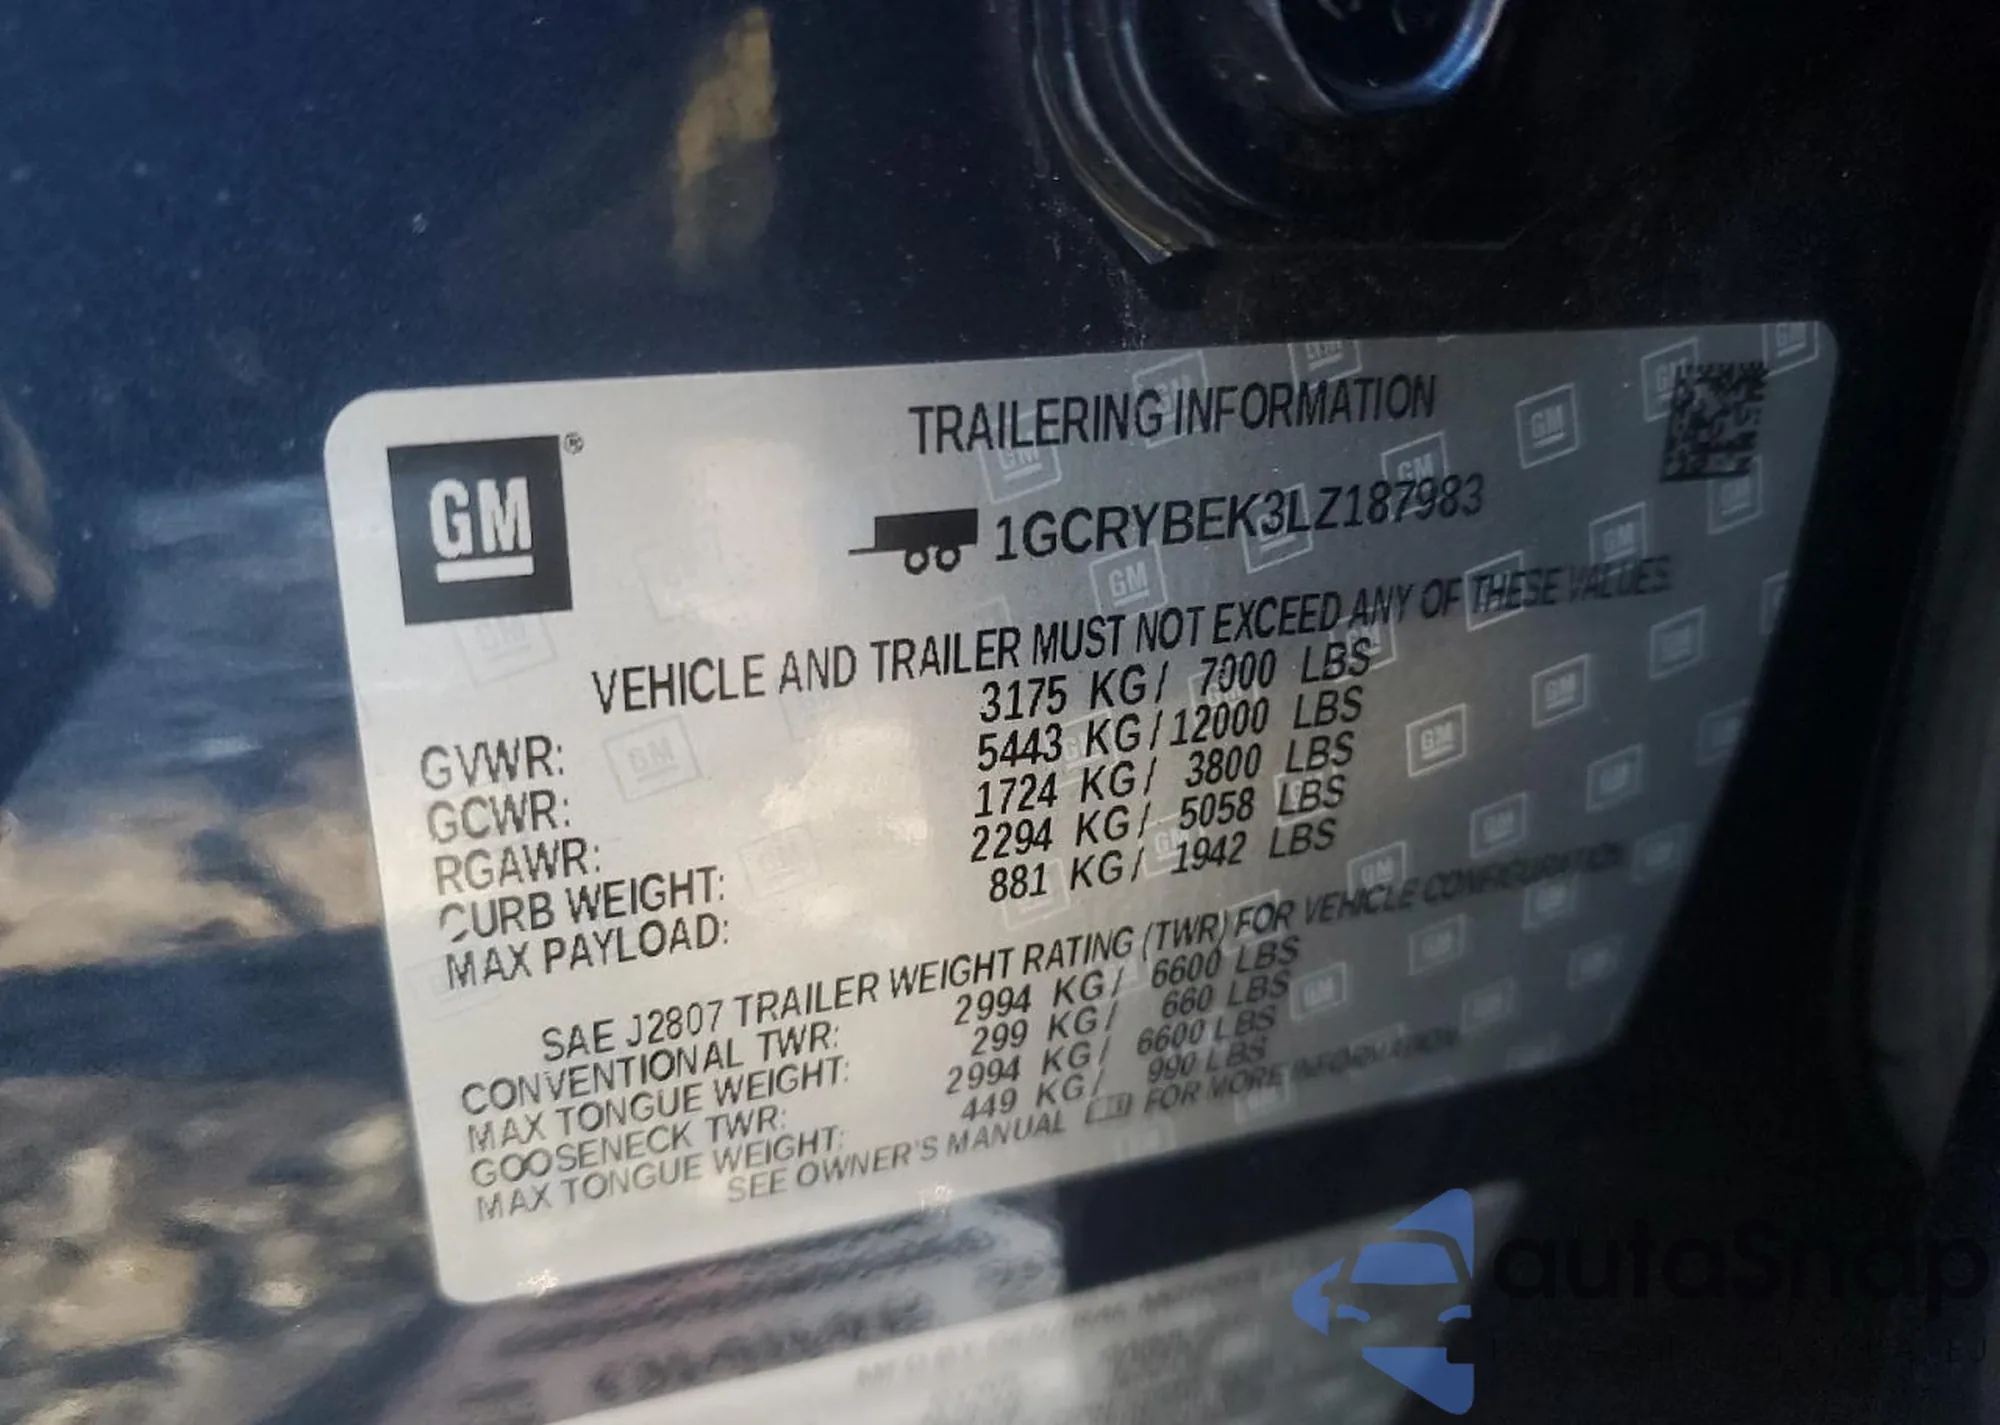 GM®
TRAILERING INFORMATION
1GCRYBEK3LZ187983
VEHICLE AND TRAILER MUST NOT EXCEED ANY OF THESE VALUES
GVWR: 3175 KG/ 7000 LBS
GCWR: 5443 KG/12000 LBS
RGAWR: 1724 KG/ 3800 LBS
CURB WEIGHT: 2294 KG/ 5058 LBS
MAX PAYLOAD: 881 KG/ 1942 LBS
SAE J2807 TRAILER WEIGHT RATING (TWR) FOR VEHICLE CONFIGURATION
CONVENTIONAL TWR: 2994 KG/ 6600 LBS
MAX TONGUE WEIGHT: 299 KG/ 660 LBS
GOOSENECK TWR: 2994 KG/ 6600 LBS
MAX TONGUE WEIGHT: 449 KG/ 990 LBS
SEE OWNER'S MANUAL FOR MORE INFORMATION
autoSnap